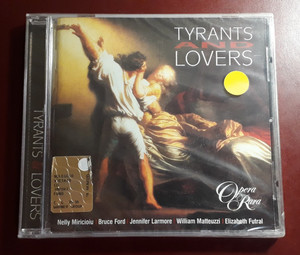 TYRANTS
AND
LOVERS
TYRANTS LOVERS
Opera
Rara
Nelly Miricioiu | Bruce Ford | Jennifer Larmore | William Matteuzzi | Elizabeth Futral